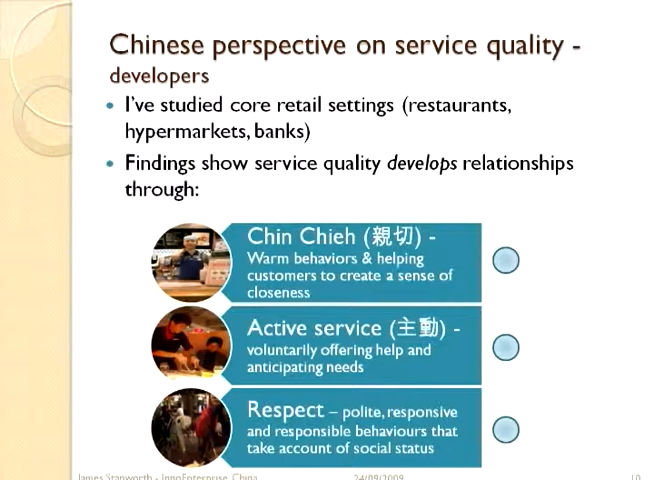 Chinese perspective on service quality -
developers
I've studied core retail settings (restaurants,
hypermarkets, banks)
Findings show service quality develops relationships
through:
Chin Chieh (親切) -
Warm behaviors & helping
customers to create a sense of
closeness
Active service (主動) -
voluntarily offering help and
anticipating needs
Respect – polite, responsive
and responsible behaviours that
take account of social status
James Stanworth - InnoEnterprise, China 24/09/2009 10